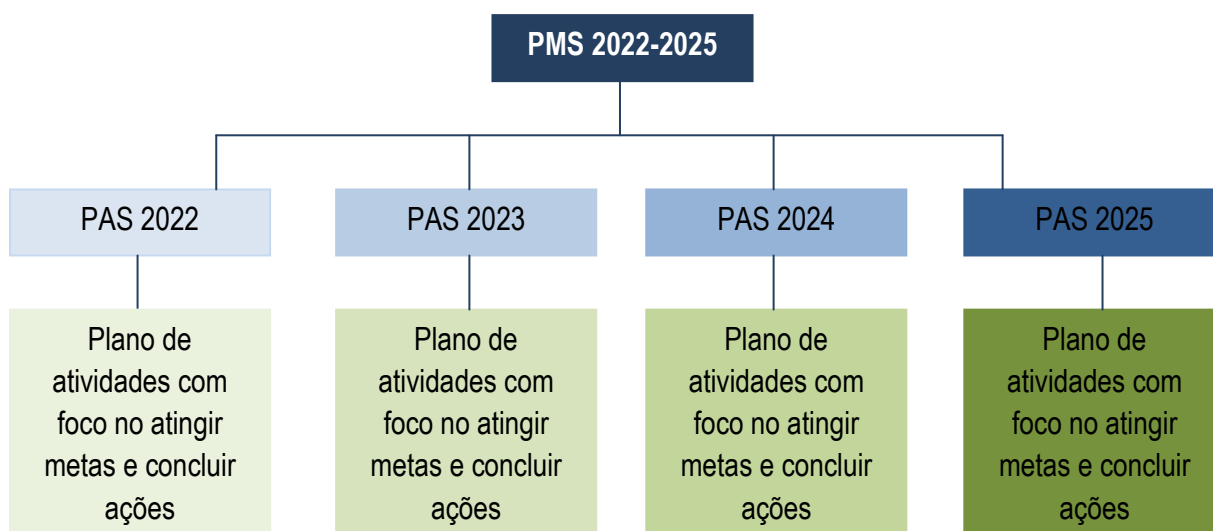 PMS 2022-2025
PAS 2022
PAS 2023
PAS 2024
PAS 2025
Plano de
atividades com
foco no atingir
metas e concluir
ações
Plano de
atividades com
foco no atingir
metas e concluir
ações
Plano de
atividades com
foco no atingir
metas e concluir
ações
Plano de
atividades com
foco no atingir
metas e concluir
ações